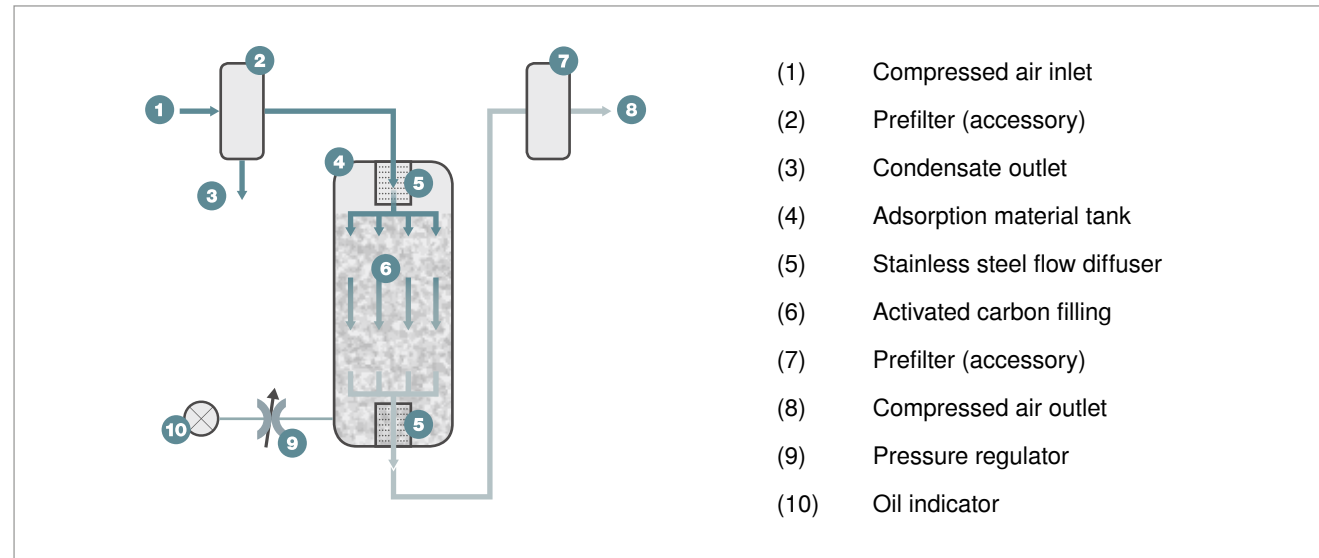 2
7
1
8
4
3
5
6
5
10
9
(1) Compressed air inlet
(2) Prefilter (accessory)
(3) Condensate outlet
(4) Adsorption material tank
(5) Stainless steel flow diffuser
(6) Activated carbon filling
(7) Prefilter (accessory)
(8) Compressed air outlet
(9) Pressure regulator
(10) Oil indicator